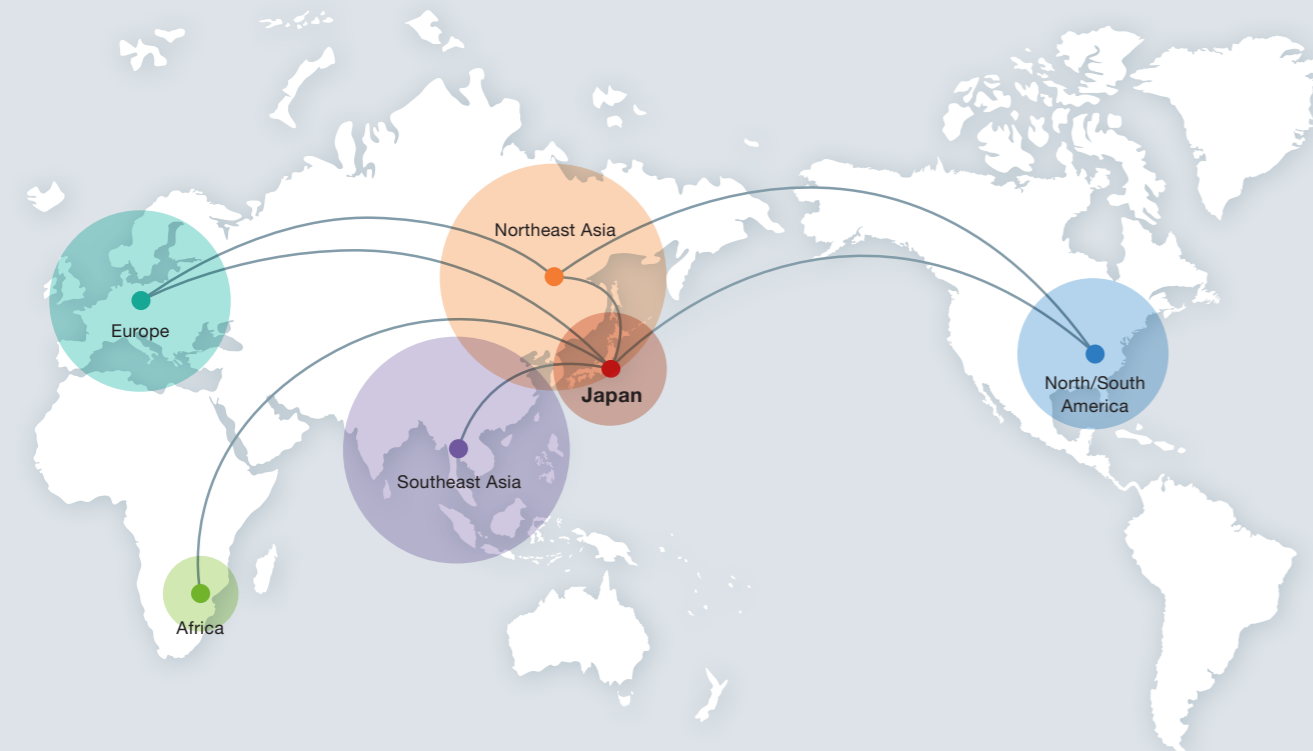 Northeast Asia
Europe
North/South
America
Japan
Southeast Asia
Africa